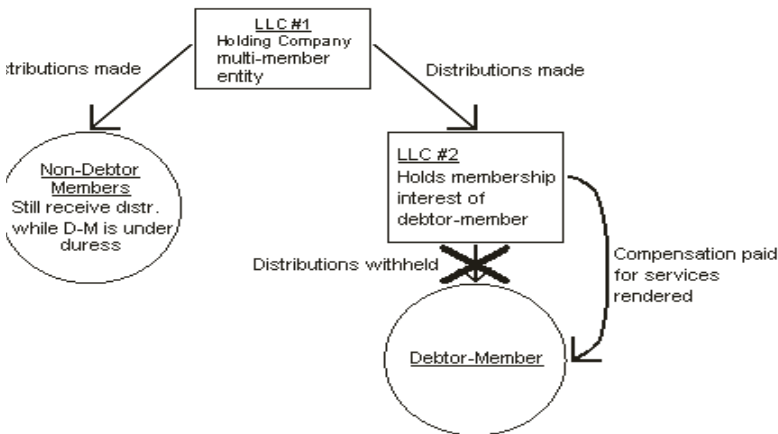 LLC #1
Holding Company
multi-member
entity
tributions made
Distributions made
Non-Debtor
Members
Still receive distr.
while D-M is under
duress
LLC #2
Holds membership
interest of
debtor-member
Distributions withheld
Compensation paid
for services
rendered
Debtor-Member